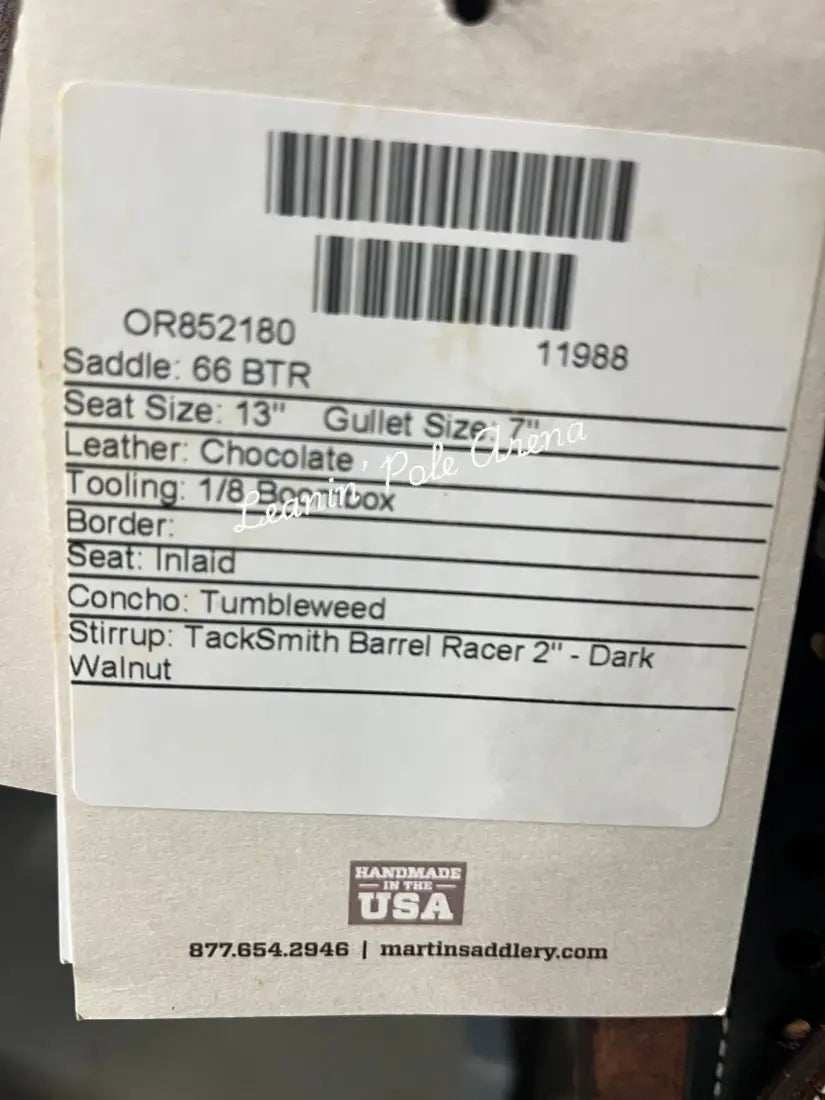 OR852180
11988
Saddle: 66 BTR
Seat Size: 13" Gullet Size: 7"
Leather: Chocolate
Tooling: 1/8 Boombox
Leanin' Pole Arena
Border:
Seat: Inlaid
Concho: Tumbleweed
Stirrup: TackSmith Barrel Racer 2" - Dark
Walnut
HANDMADE
IN THE
USA
877.654.2946 | martinsaddlery.com